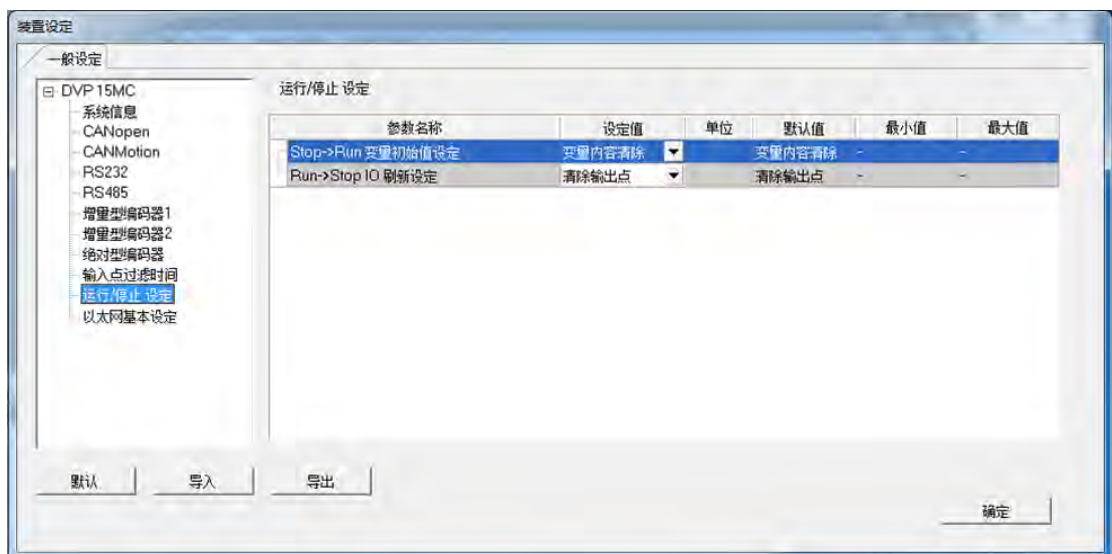 装置设定
一般设定
DVP 15MC
系统信息
CANopen
CANMotion
RS232
RS485
增量型编码器1
增量型编码器2
绝对型编码器
输入点过滤时间
运行/停止 设定
以太网基本设定
运行/停止 设定
参数名称 设定值 单位 默认值 最小值 最大值
Stop->Run 变量初始值设定 变量内容清除 变量内容清除 - -
Run->Stop IO 刷新设定 清除输出点 清除输出点 - -
默认 导入 导出
确定